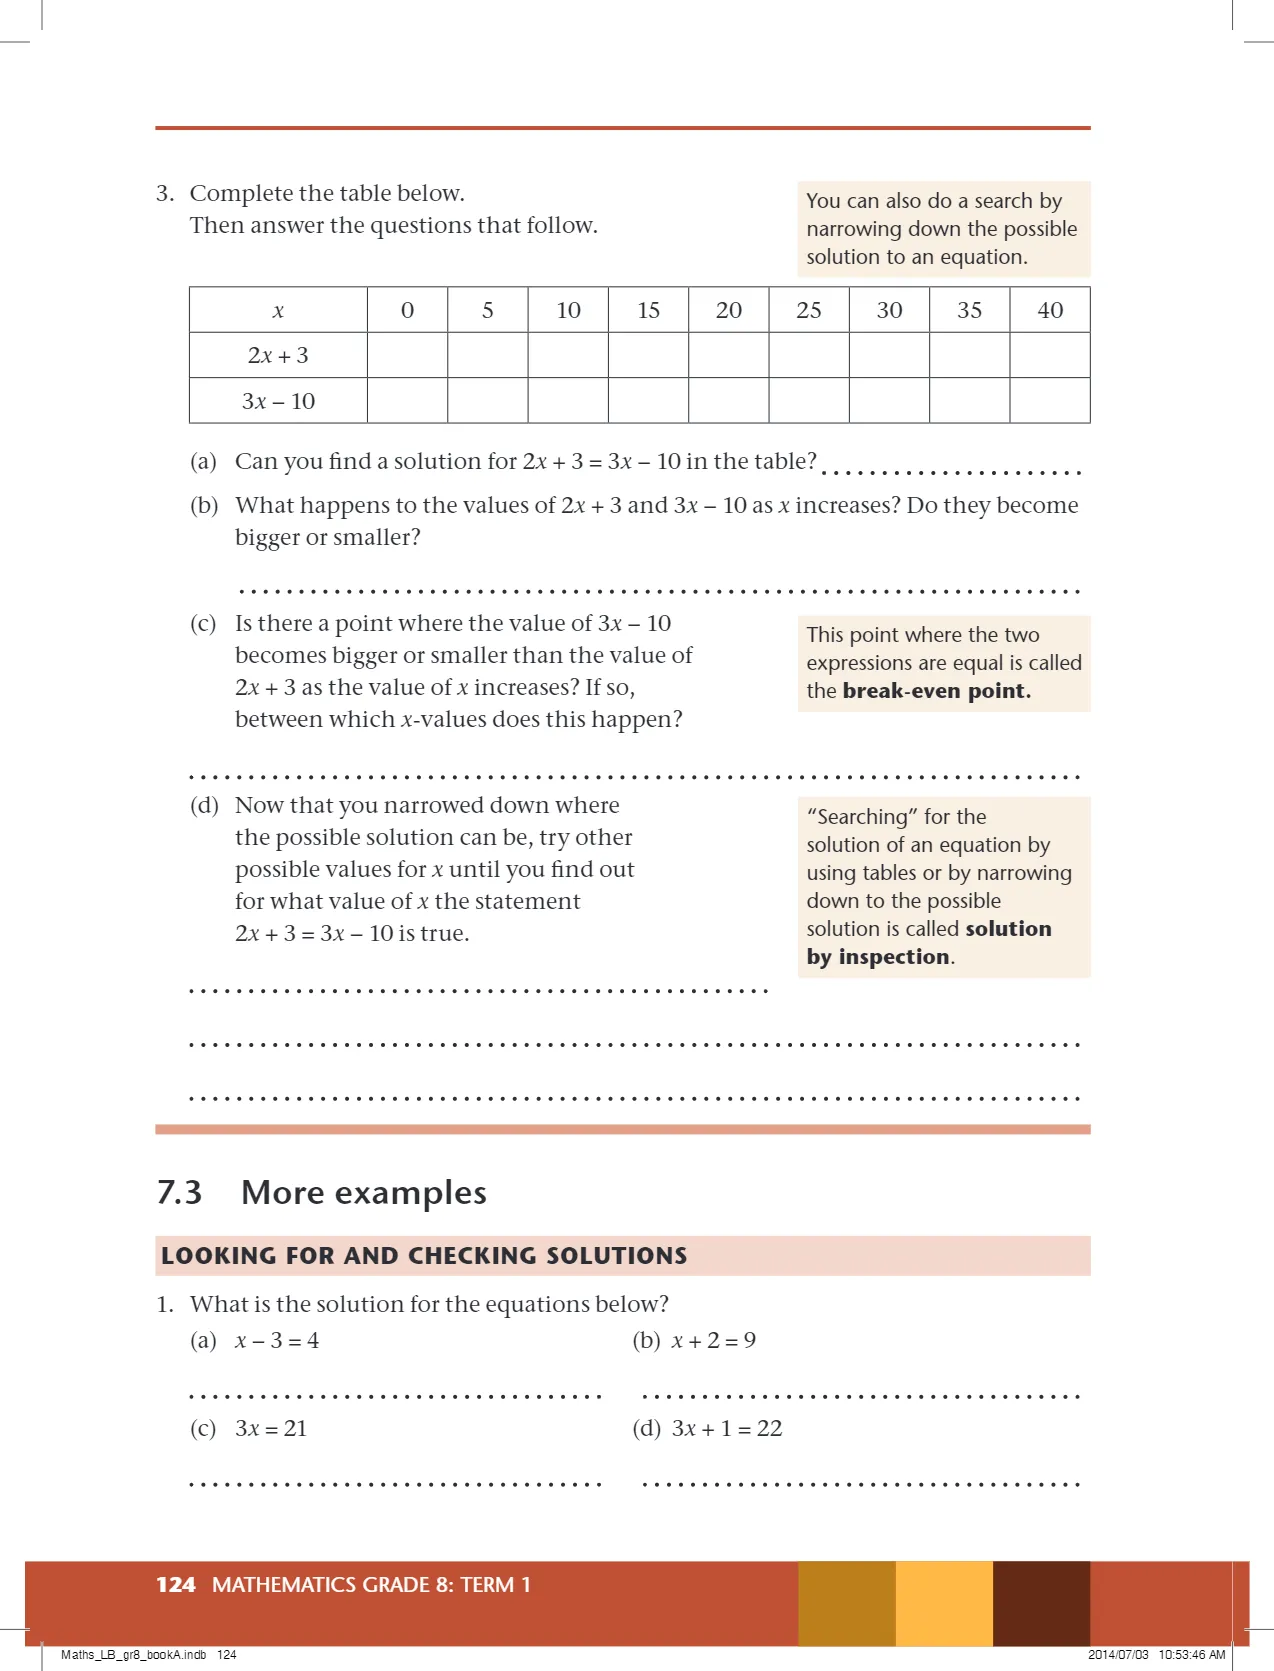 3. Complete the table below.
Then answer the questions that follow.
You can also do a search by
narrowing down the possible
solution to an equation.
x 0 5 10 15 20 25 30 35 40
2x + 3
3x – 10
(a) Can you find a solution for 2x + 3 = 3x – 10 in the table?
(b) What happens to the values of 2x + 3 and 3x – 10 as x increases? Do they become
bigger or smaller?
(c) Is there a point where the value of 3x – 10
becomes bigger or smaller than the value of
2x + 3 as the value of x increases? If so,
between which x-values does this happen?
This point where the two
expressions are equal is called
the break-even point.
(d) Now that you narrowed down where
the possible solution can be, try other
possible values for x until you find out
for what value of x the statement
2x + 3 = 3x – 10 is true.
“Searching” for the
solution of an equation by
using tables or by narrowing
down to the possible
solution is called solution
by inspection.
7.3 More examples
LOOKING FOR AND CHECKING SOLUTIONS
1. What is the solution for the equations below?
(a) x – 3 = 4 (b) x + 2 = 9
(c) 3x = 21 (d) 3x + 1 = 22
124 MATHEMATICS GRADE 8: TERM 1
Maths_LB_gr8_bookA.indb 124 2014/07/03 10:53:46 AM